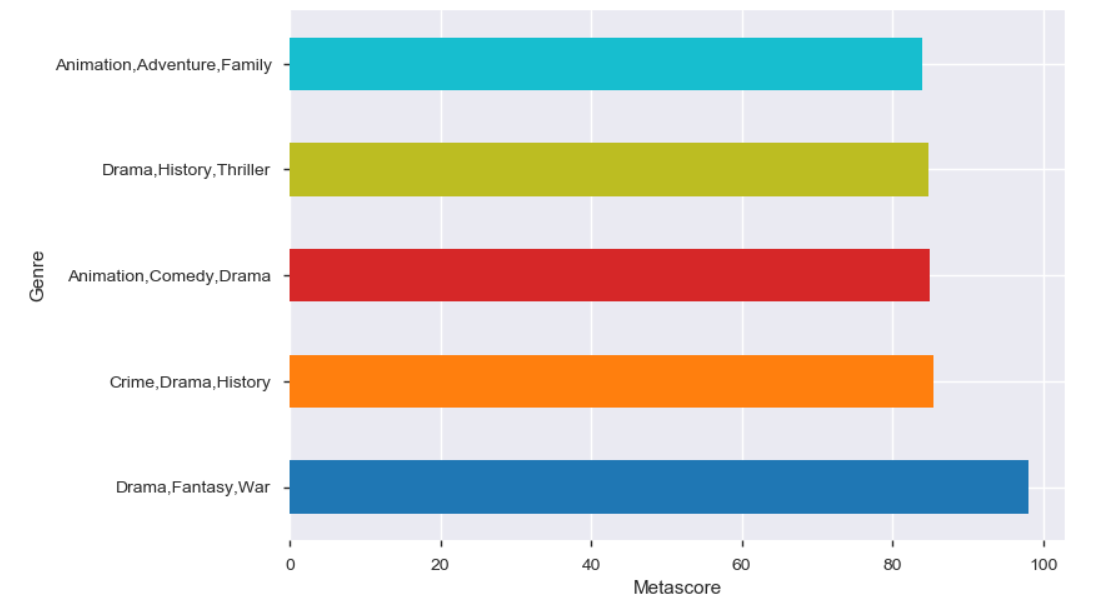 Animation,Adventure,Family
Drama,History,Thriller
Animation,Comedy,Drama
Crime,Drama,History
Drama,Fantasy,War
Genre
0 20 40 60 80 100
Metascore